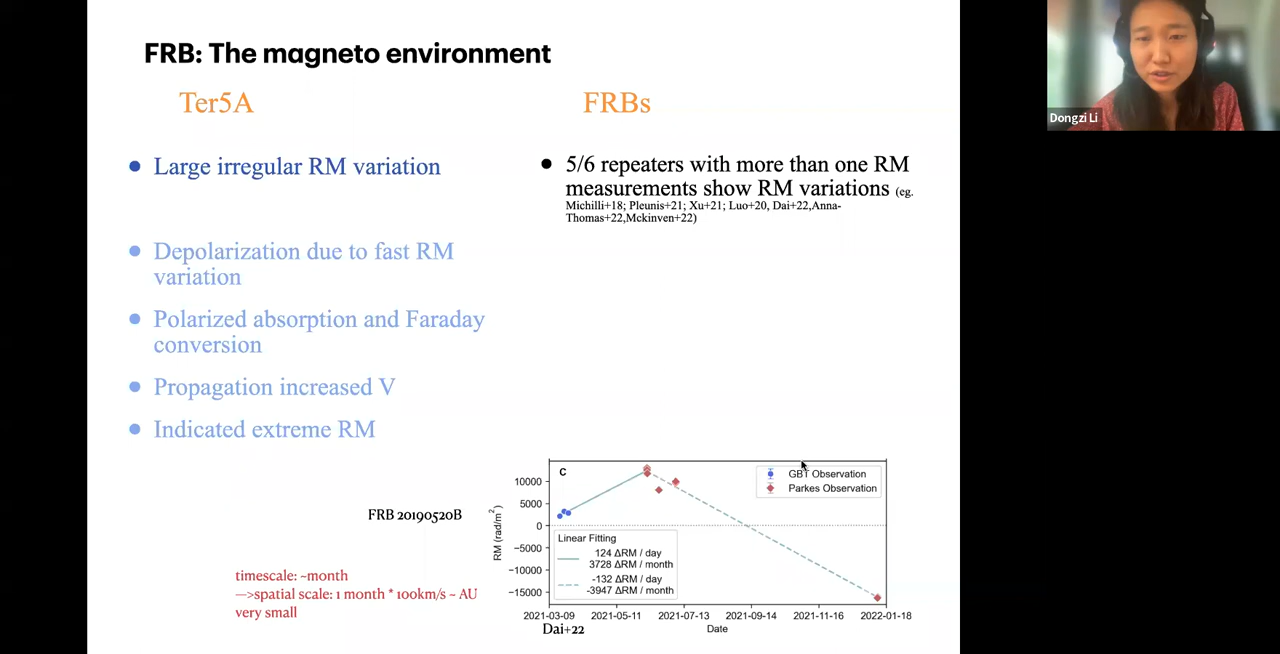 FRB: The magneto environment
Ter5A
FRBs
Dongzi Li
● Large irregular RM variation
● Depolarization due to fast RM
variation
● Polarized absorption and Faraday
conversion
● Propagation increased V
● Indicated extreme RM
● 5/6 repeaters with more than one RM
measurements show RM variations (eg.
Michilli+18; Pleunis+21; Xu+21; Luo+20, Dai+22,Anna-
Thomas+22,Mckinven+22)
FRB 20190520B
timescale: ~month
—>spatial scale: 1 month * 100km/s ~ AU
very small
C
GBT Observation
Parkes Observation
RM (rad/m²)
10000
5000
0
−5000
−10000
−15000
Linear Fitting
124 ΔRM / day
3728 ΔRM / month
-132 ΔRM / day
-3947 ΔRM / month
2021-03-09 2021-05-11 2021-07-13 2021-09-14 2021-11-16 2022-01-18
Date
Dai+22